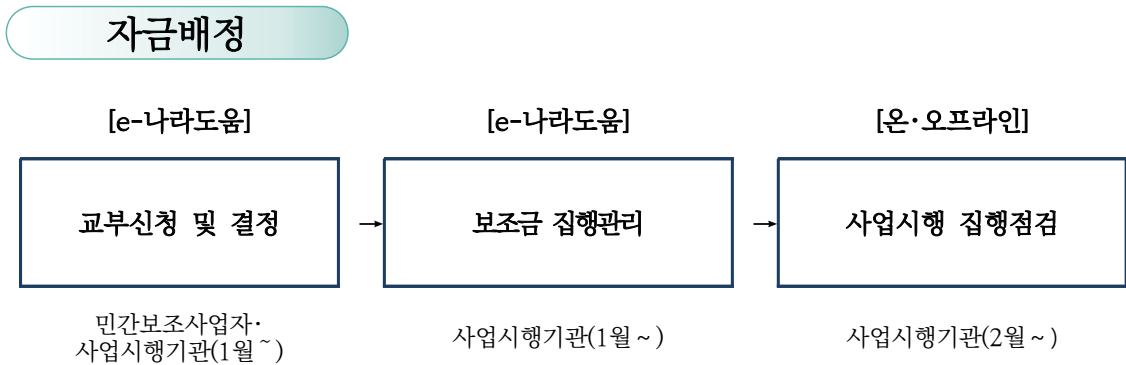 자금배정
[e-나라도움]
[e-나라도움]
[온·오프라인]
교부신청 및 결정
→
보조금 집행관리
→
사업시행 집행점검
민간보조사업자·
사업시행기관(1월~)
사업시행기관(1월~)
사업시행기관(2월~)